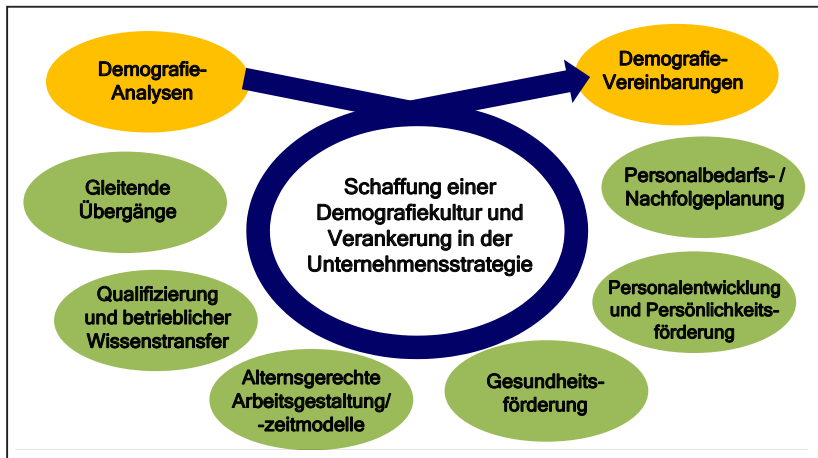 Demografie-
Analysen
Demografie-
Vereinbarungen
Gleitende
Übergänge
Schaffung einer
Demografiekultur und
Verankerung in der
Unternehmensstrategie
Personalbedarfs- /
Nachfolgeplanung
Qualifizierung
und betrieblicher
Wissenstransfer
Personalentwicklung
und Persönlichkeits-
förderung
Alternsgerechte
Arbeitsgestaltung/
-zeitmodelle
Gesundheits-
förderung